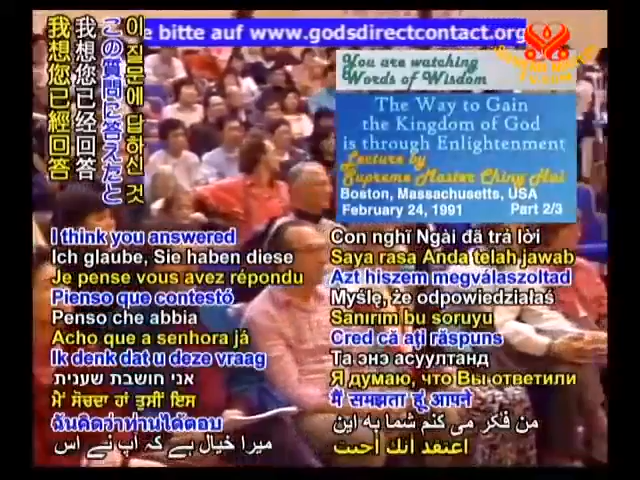 e bitte auf www.godsdirectcontact.org
You are watching
Words of Wisdom
The Way to Gain
the Kingdom of God
is through Enlightenment
Lecture by
Supreme Master Ching Hai
Boston, Massachusetts, USA
February 24, 1991 Part 2/3
이 질문에 답하신 것
この質問に答えたと
我想您已经回答
我想您已經回答
I think you answered
Ich glaube, Sie haben diese
Je pense vous avez répondu
Pienso que contestó
Penso che abbia
Acho que a senhora já
Ik denk dat u deze vraag
אני חושבת שענית
ਮੈਂ ਸੋਚਦਾ ਹਾਂ ਤੁਸੀਂ ਇਸ
ฉันคิดว่าท่านได้ตอบ
میرا خیال ہے کہ آپ نے اس
Con nghĩ Ngài đã trả lời
Saya rasa Anda telah jawab
Azt hiszem megválaszoltad
Myślę, że odpowiedziałaś
Sanırım bu soruyu
Cred că aţi răspuns
Та энэ асуултанд
Я думаю, что Вы ответили
मैं समझता हूं आपने
من فکر می کنم شما به این
اعتقد أنك أجبت